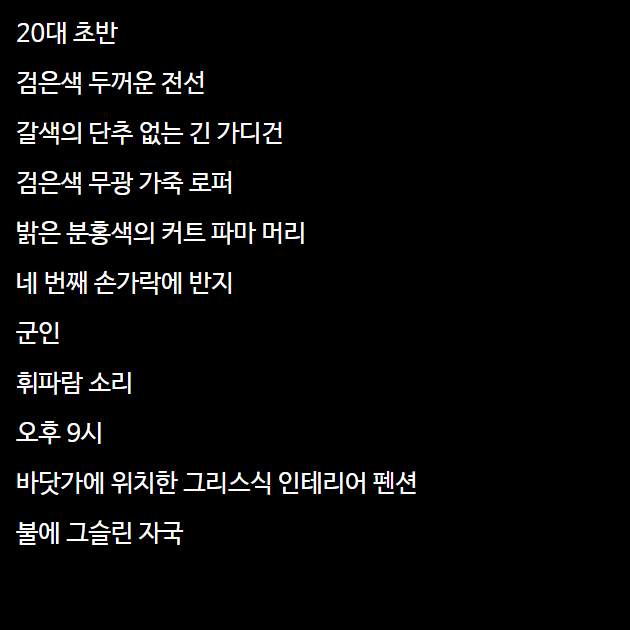 20대 초반
검은색 두꺼운 전선
갈색의 단추 없는 긴 가디건
검은색 무광 가죽 로퍼
밝은 분홍색의 커트 파마 머리
네 번째 손가락에 반지
군인
휘파람 소리
오후 9시
바닷가에 위치한 그리스식 인테리어 펜션
불에 그슬린 자국